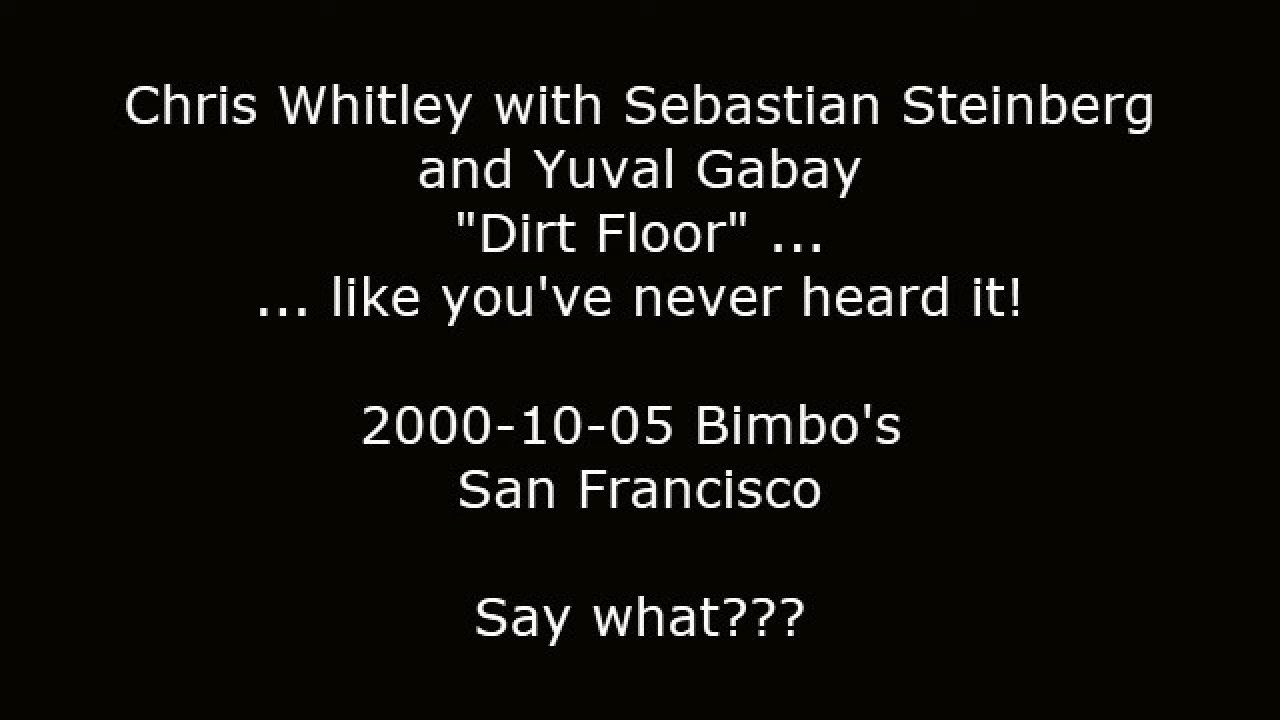 Chris Whitley with Sebastian Steinberg
and Yuval Gabay
"Dirt Floor" ...
... like you've never heard it!
2000-10-05 Bimbo's
San Francisco
Say what???